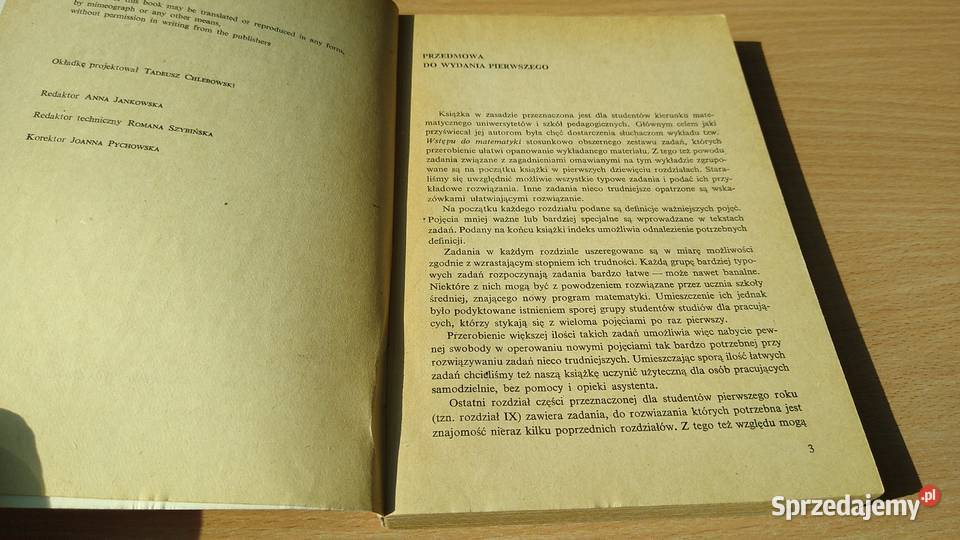 this book may be translated or reproduced in any form,
by mimeograph or any other means,
without permission in writing from the publishers
Okładkę projektował TADEUSZ CHLEBOWSKI
Redaktor ANNA JANKOWSKA
Redaktor techniczny ROMANA SZYBIŃSKA
Korektor JOANNA PYCHOWSKA
PRZEDMOWA
DO WYDANIA PIERWSZEGO
Książka w zasadzie przeznaczona jest dla studentów kierunku mate-
matycznego uniwersytetów i szkół pedagogicznych. Głównym celem jaki
przyświecał jej autorom była chęć dostarczenia słuchaczom wykładu tzw.
Wstępu do matematyki stosunkowo obszernego zestawu zadań, których
przerobienie ułatwi opanowanie wykładanego materiału. Z tego też powodu
zadania związane z zagadnieniami omawianymi na tym wykładzie zgrupo-
wane są na początku książki w pierwszych dziewięciu rozdziałach. Stara-
liśmy się uwzględnić możliwie wszystkie typowe zadania i podać ich przy-
kładowe rozwiązania. Inne zadania nieco trudniejsze opatrzone są wska-
zówkami ułatwiającymi rozwiązanie.
Na początku każdego rozdziału podane są definicje ważniejszych pojęć.
Pojęcia mniej ważne lub bardziej specjalne są wprowadzane w tekstach
zadań. Podany na końcu książki indeks umożliwia odnalezienie potrzebnych
definicji.
Zadania w każdym rozdziale uszeregowane są w miarę możliwości
zgodnie z wzrastającym stopniem ich trudności. Każdą grupę bardziej typo-
wych zadań rozpoczynają zadania bardzo łatwe — może nawet banalne.
Niektóre z nich mogą być z powodzeniem rozwiązane przez ucznia szkoły
średniej, znającego nowy program matematyki. Umieszczenie ich jednak
było podyktowane istnieniem sporej grupy studentów studiów dla pracują-
cych, którzy stykają się z wieloma pojęciami po raz pierwszy.
Przerobienie większej ilości takich zadań umożliwia więc nabycie pew-
nej swobody w operowaniu nowymi pojęciami tak bardzo potrzebnej przy
rozwiązywaniu zadań nieco trudniejszych. Umieszczając sporą ilość łatwych
zadań chcieliśmy też naszą książkę uczynić użyteczną dla osób pracujących
samodzielnie, bez pomocy i opieki asystenta.
Ostatni rozdział części przeznaczonej dla studentów pierwszego roku
(tzn. rozdział IX) zawiera zadania, do rozwiazania których potrzebna jest
znajomość nieraz kilku poprzednich rozdziałów. Z tego też względu mogą
3
Sprzedajemy.pl